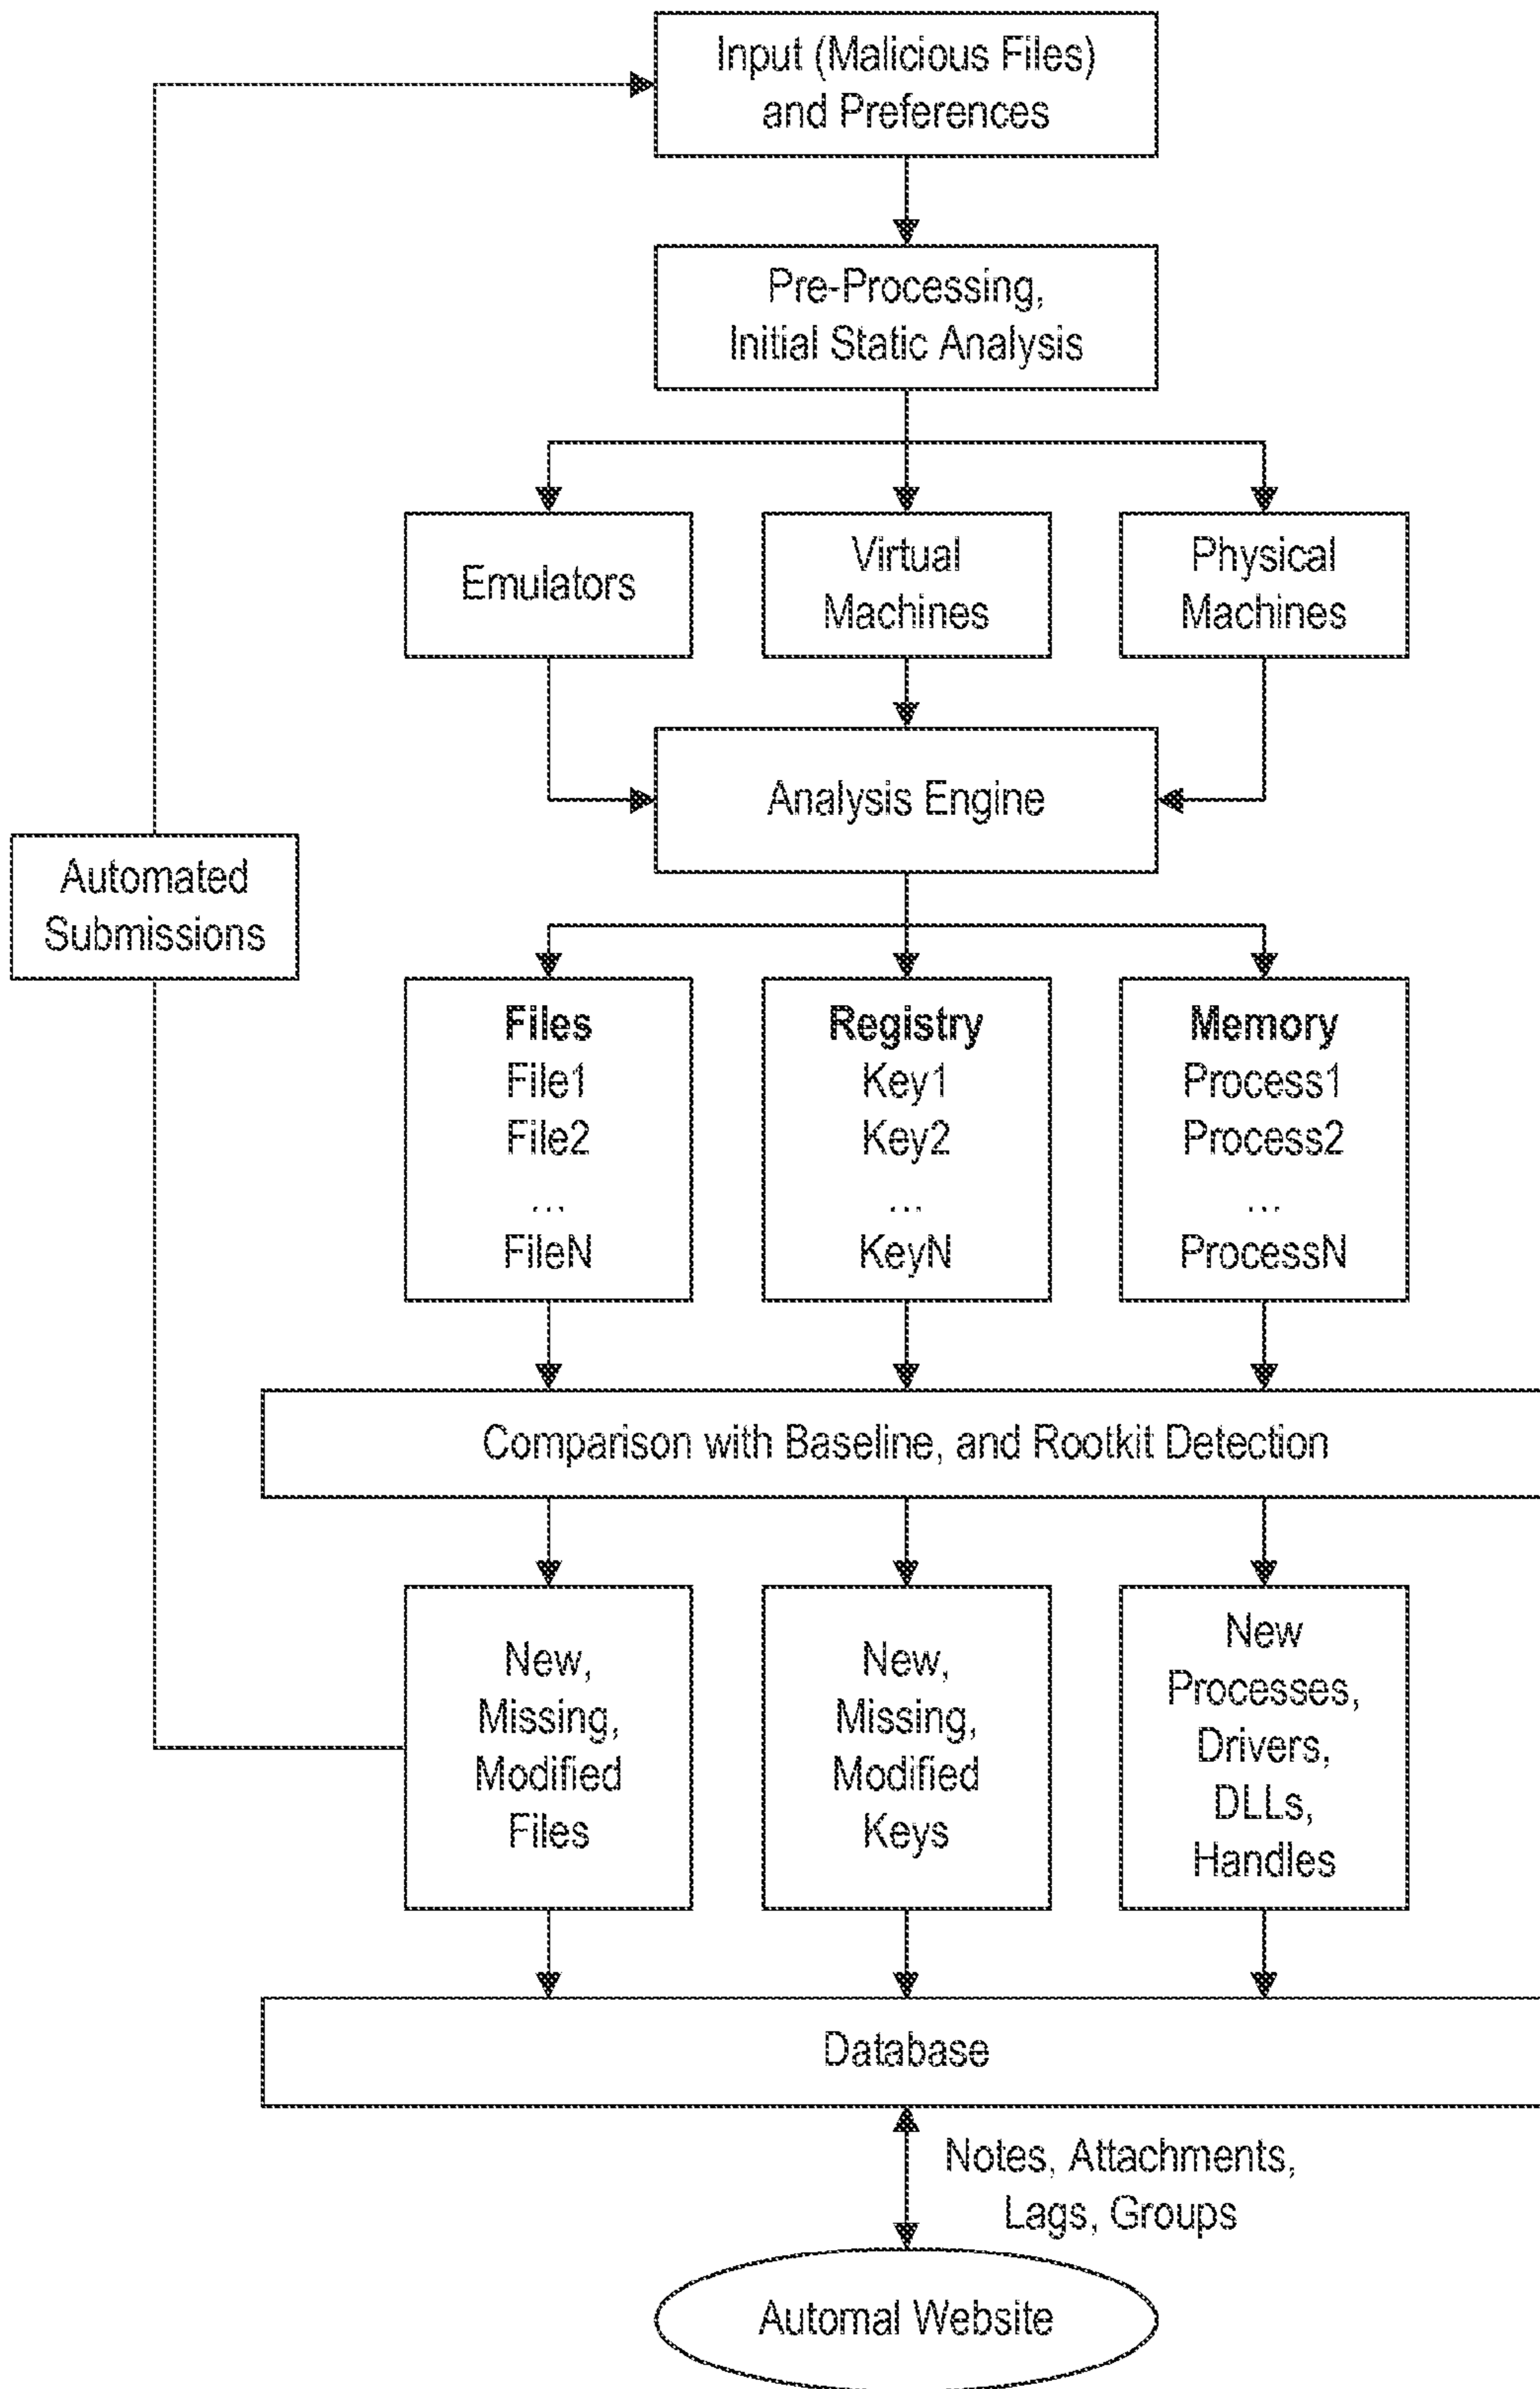 Input (Malicious Files)
and Preferences
Pre-Processing,
Initial Static Analysis
Emulators
Virtual
Machines
Physical
Machines
Analysis Engine
Automated
Submissions
Files
File1
File2
...
FileN
Registry
Key1
Key2
...
KeyN
Memory
Process1
Process2
...
ProcessN
Comparison with Baseline, and Rootkit Detection
New,
Missing,
Modified
Files
New,
Missing,
Modified
Keys
New
Processes,
Drivers,
DLLs,
Handles
Database
Notes, Attachments,
Lags, Groups
Automal Website